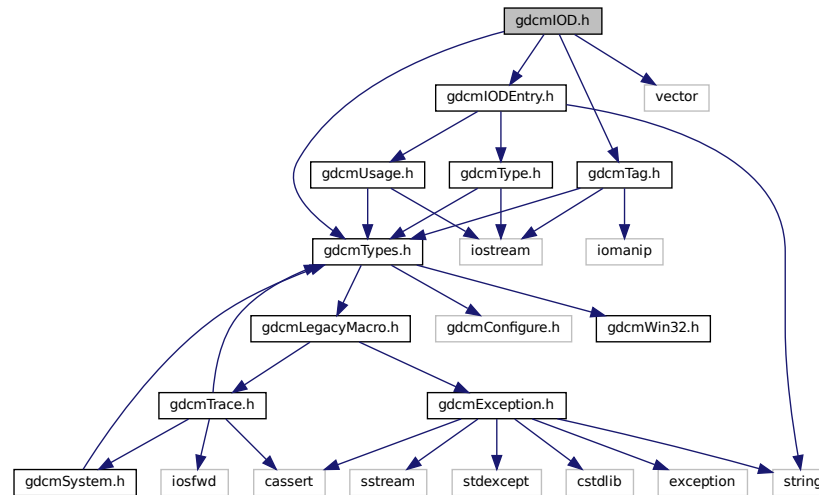 gdcmIOD.h
gdcmIODEntry.h
vector
gdcmUsage.h
gdcmType.h
gdcmTag.h
gdcmTypes.h
iostream
iomanip
gdcmLegacyMacro.h
gdcmConfigure.h
gdcmWin32.h
gdcmTrace.h
gdcmException.h
gdcmSystem.h
iosfwd
cassert
sstream
stdexcept
cstdlib
exception
string